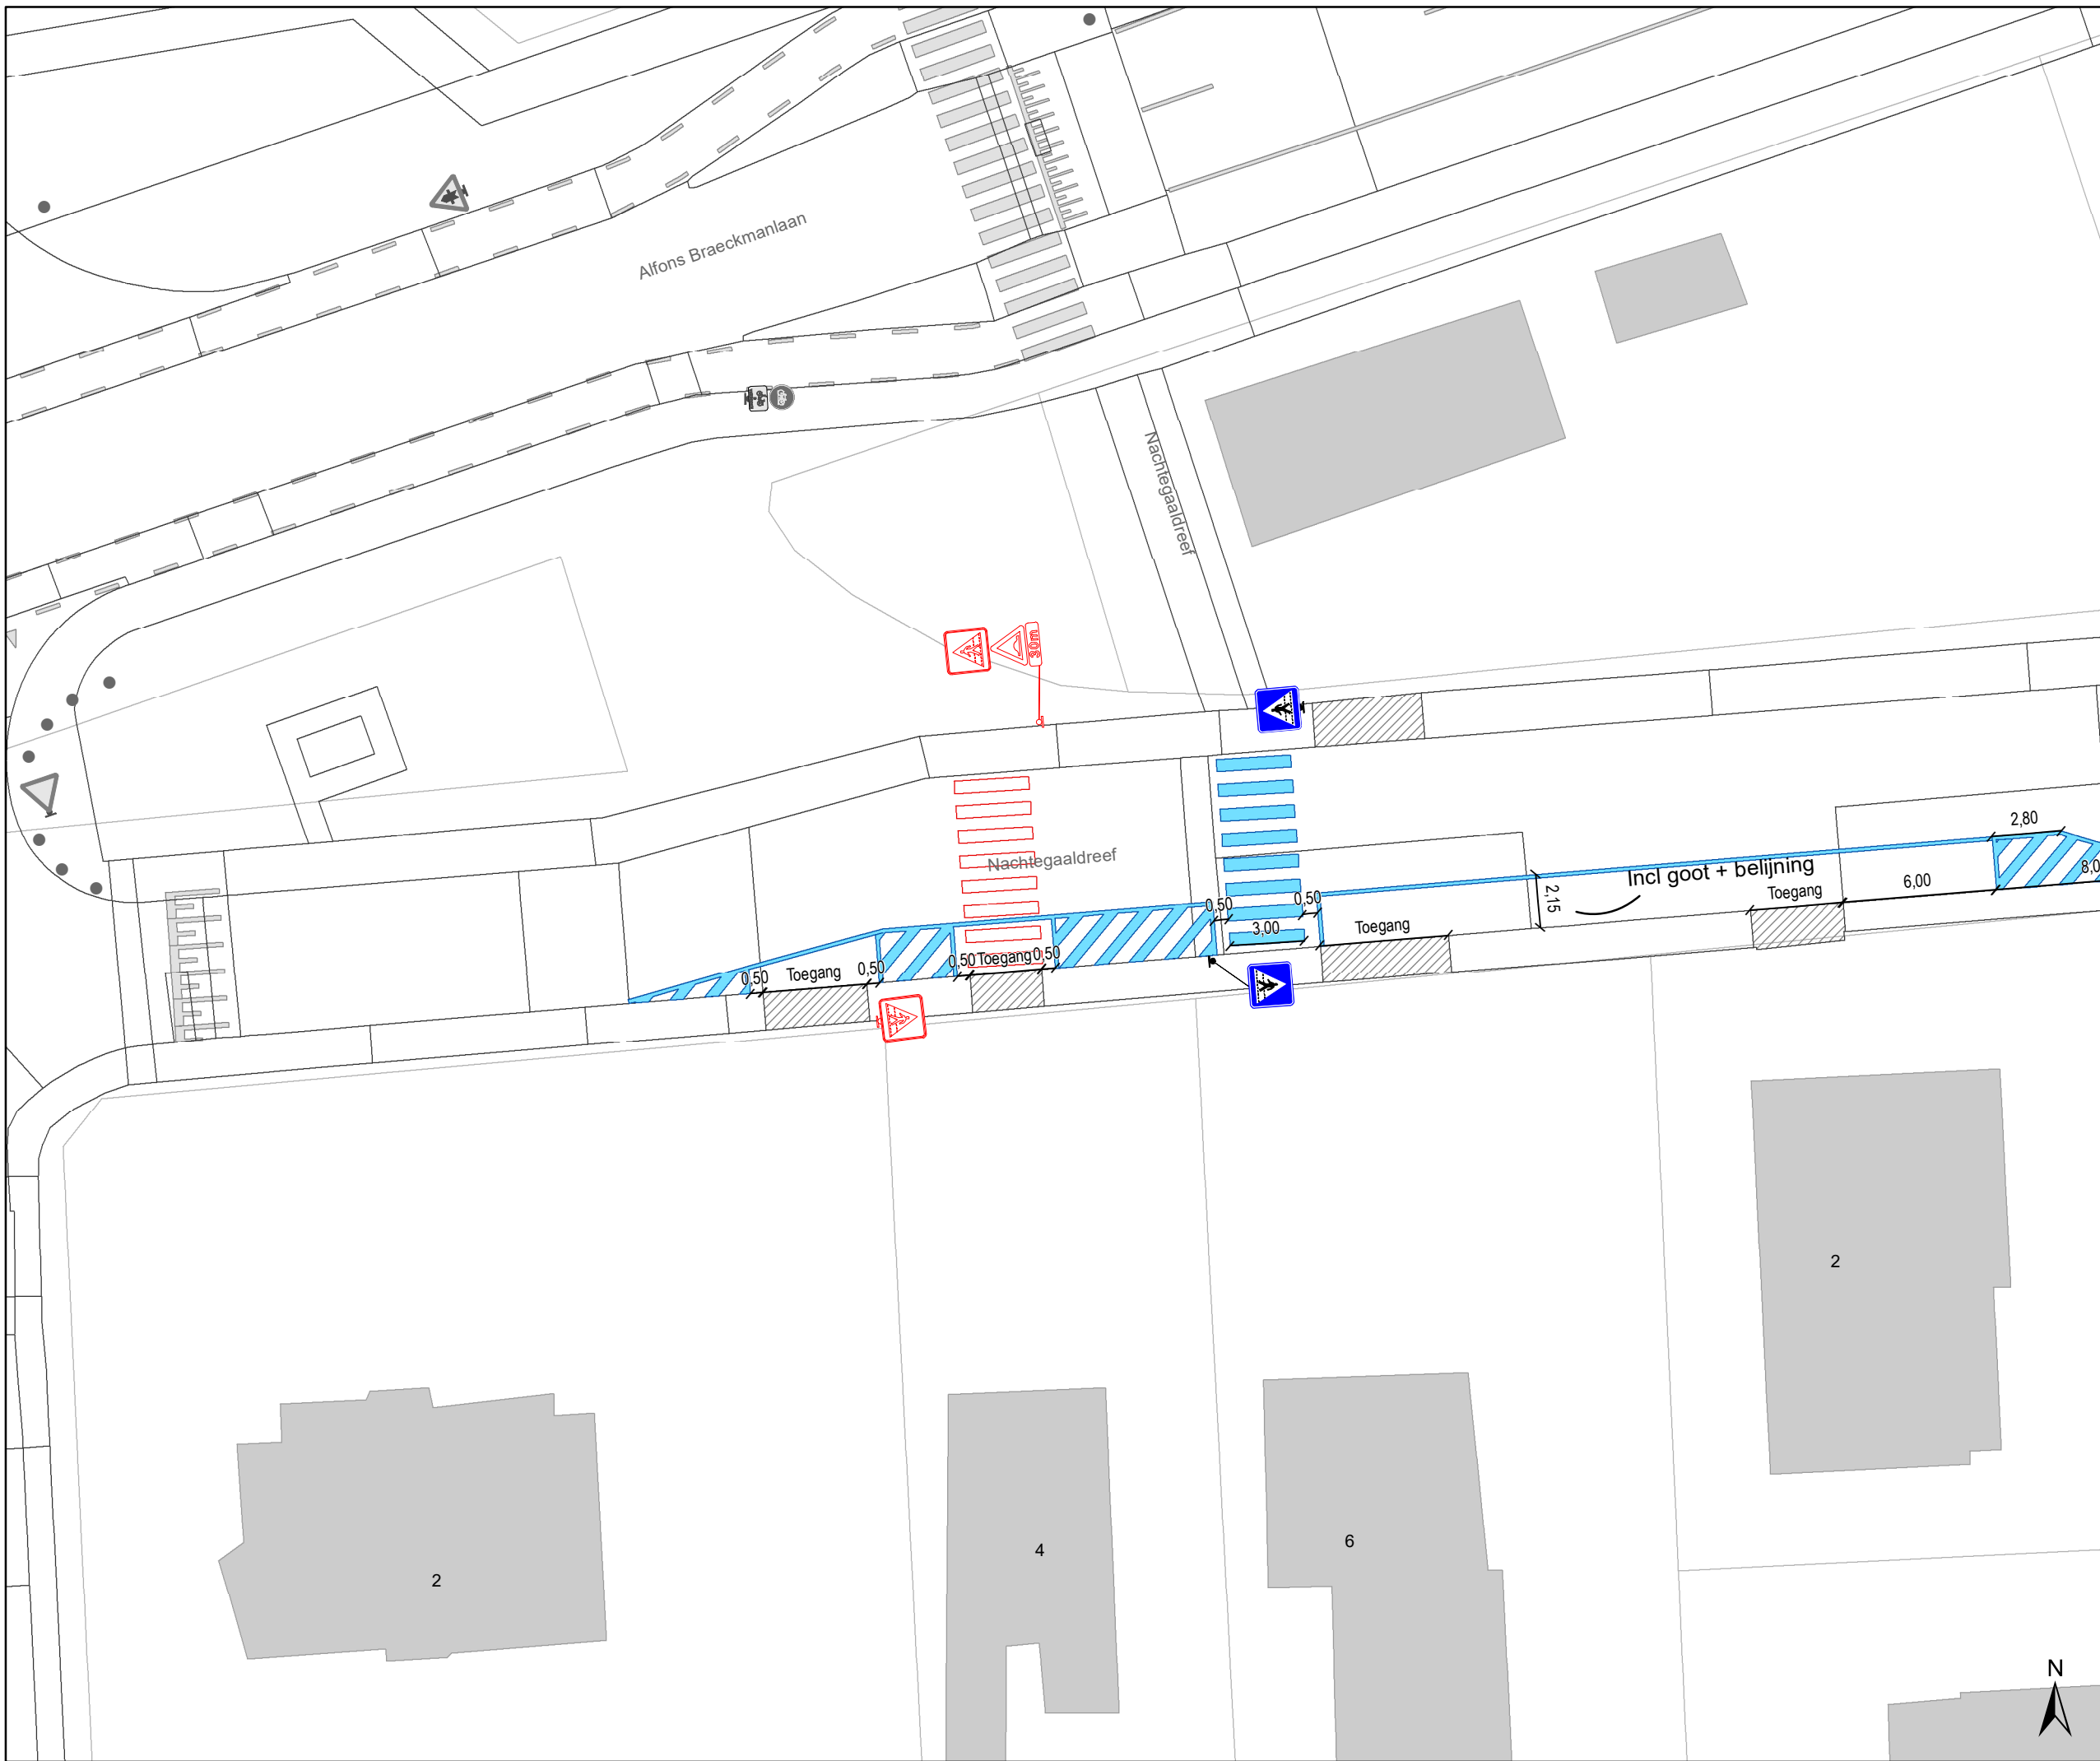 Alfons Braeckmanlaan
Nachtegaaldreef
30m
Nachtegaaldreef
2,80
Incl goot + belijning
8,0
6,00
Toegang
2,15
0,50
0,50
3,00
Toegang
0,50
Toegang
0,50
0,50
Toegang
0,50
2
4
6
2
N